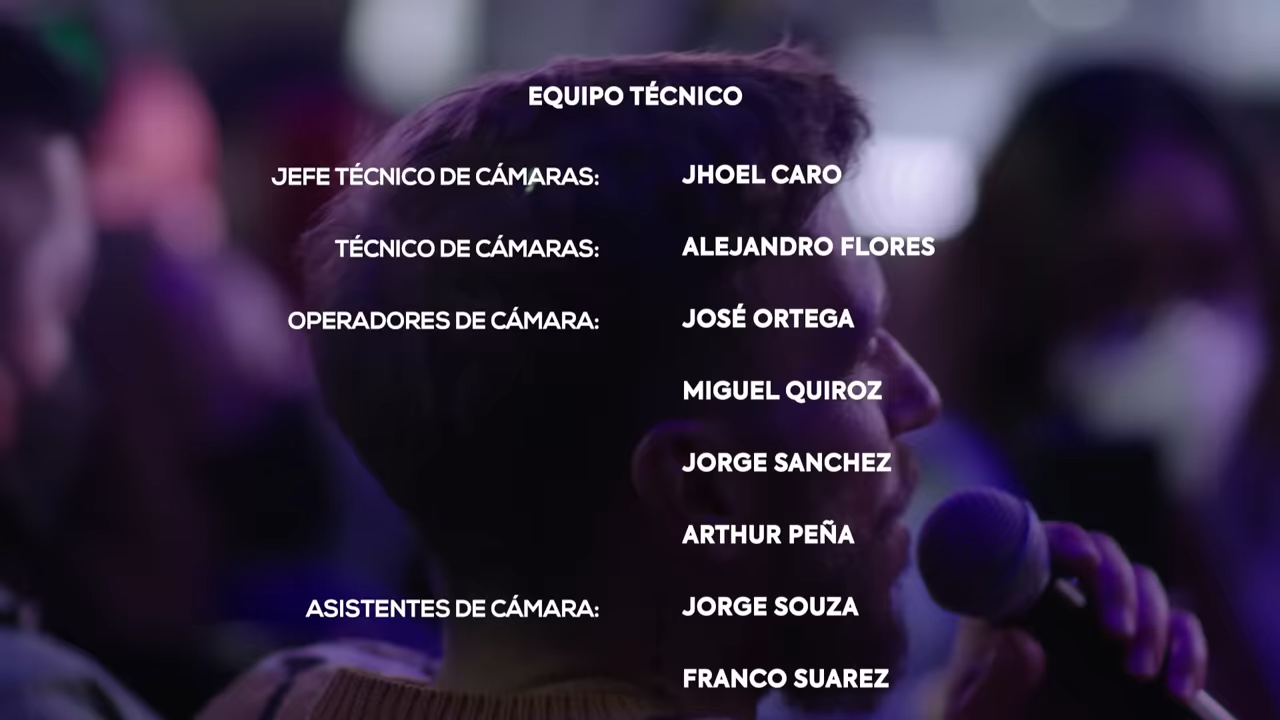 EQUIPO TÉCNICO
JEFE TÉCNICO DE CÁMARAS: JHOEL CARO
TÉCNICO DE CÁMARAS: ALEJANDRO FLORES
OPERADORES DE CÁMARA: JOSÉ ORTEGA
MIGUEL QUIROZ
JORGE SANCHEZ
ARTHUR PEÑA
ASISTENTES DE CÁMARA: JORGE SOUZA
FRANCO SUAREZ